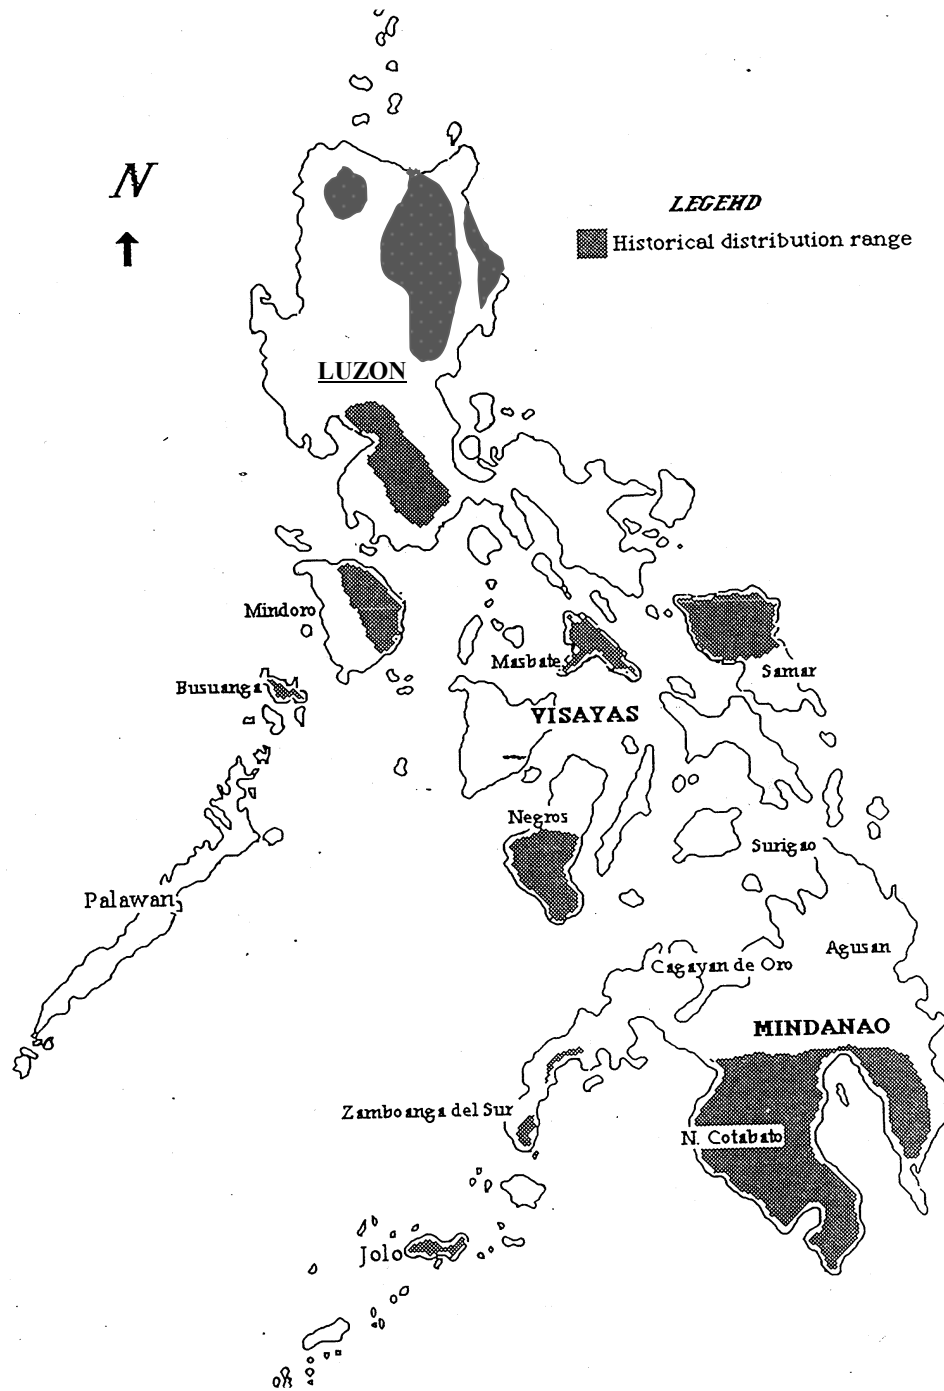 N
LEGEHD
Historical distribution range
LUZON
Mindoro
Masbate
Samar
Busuanga
VISAYAS
Negros
Surigao
Palawan
Agusan
Cagayan de Oro
MINDANAO
Zamboanga del Sur
N. Cotabato
Jolo